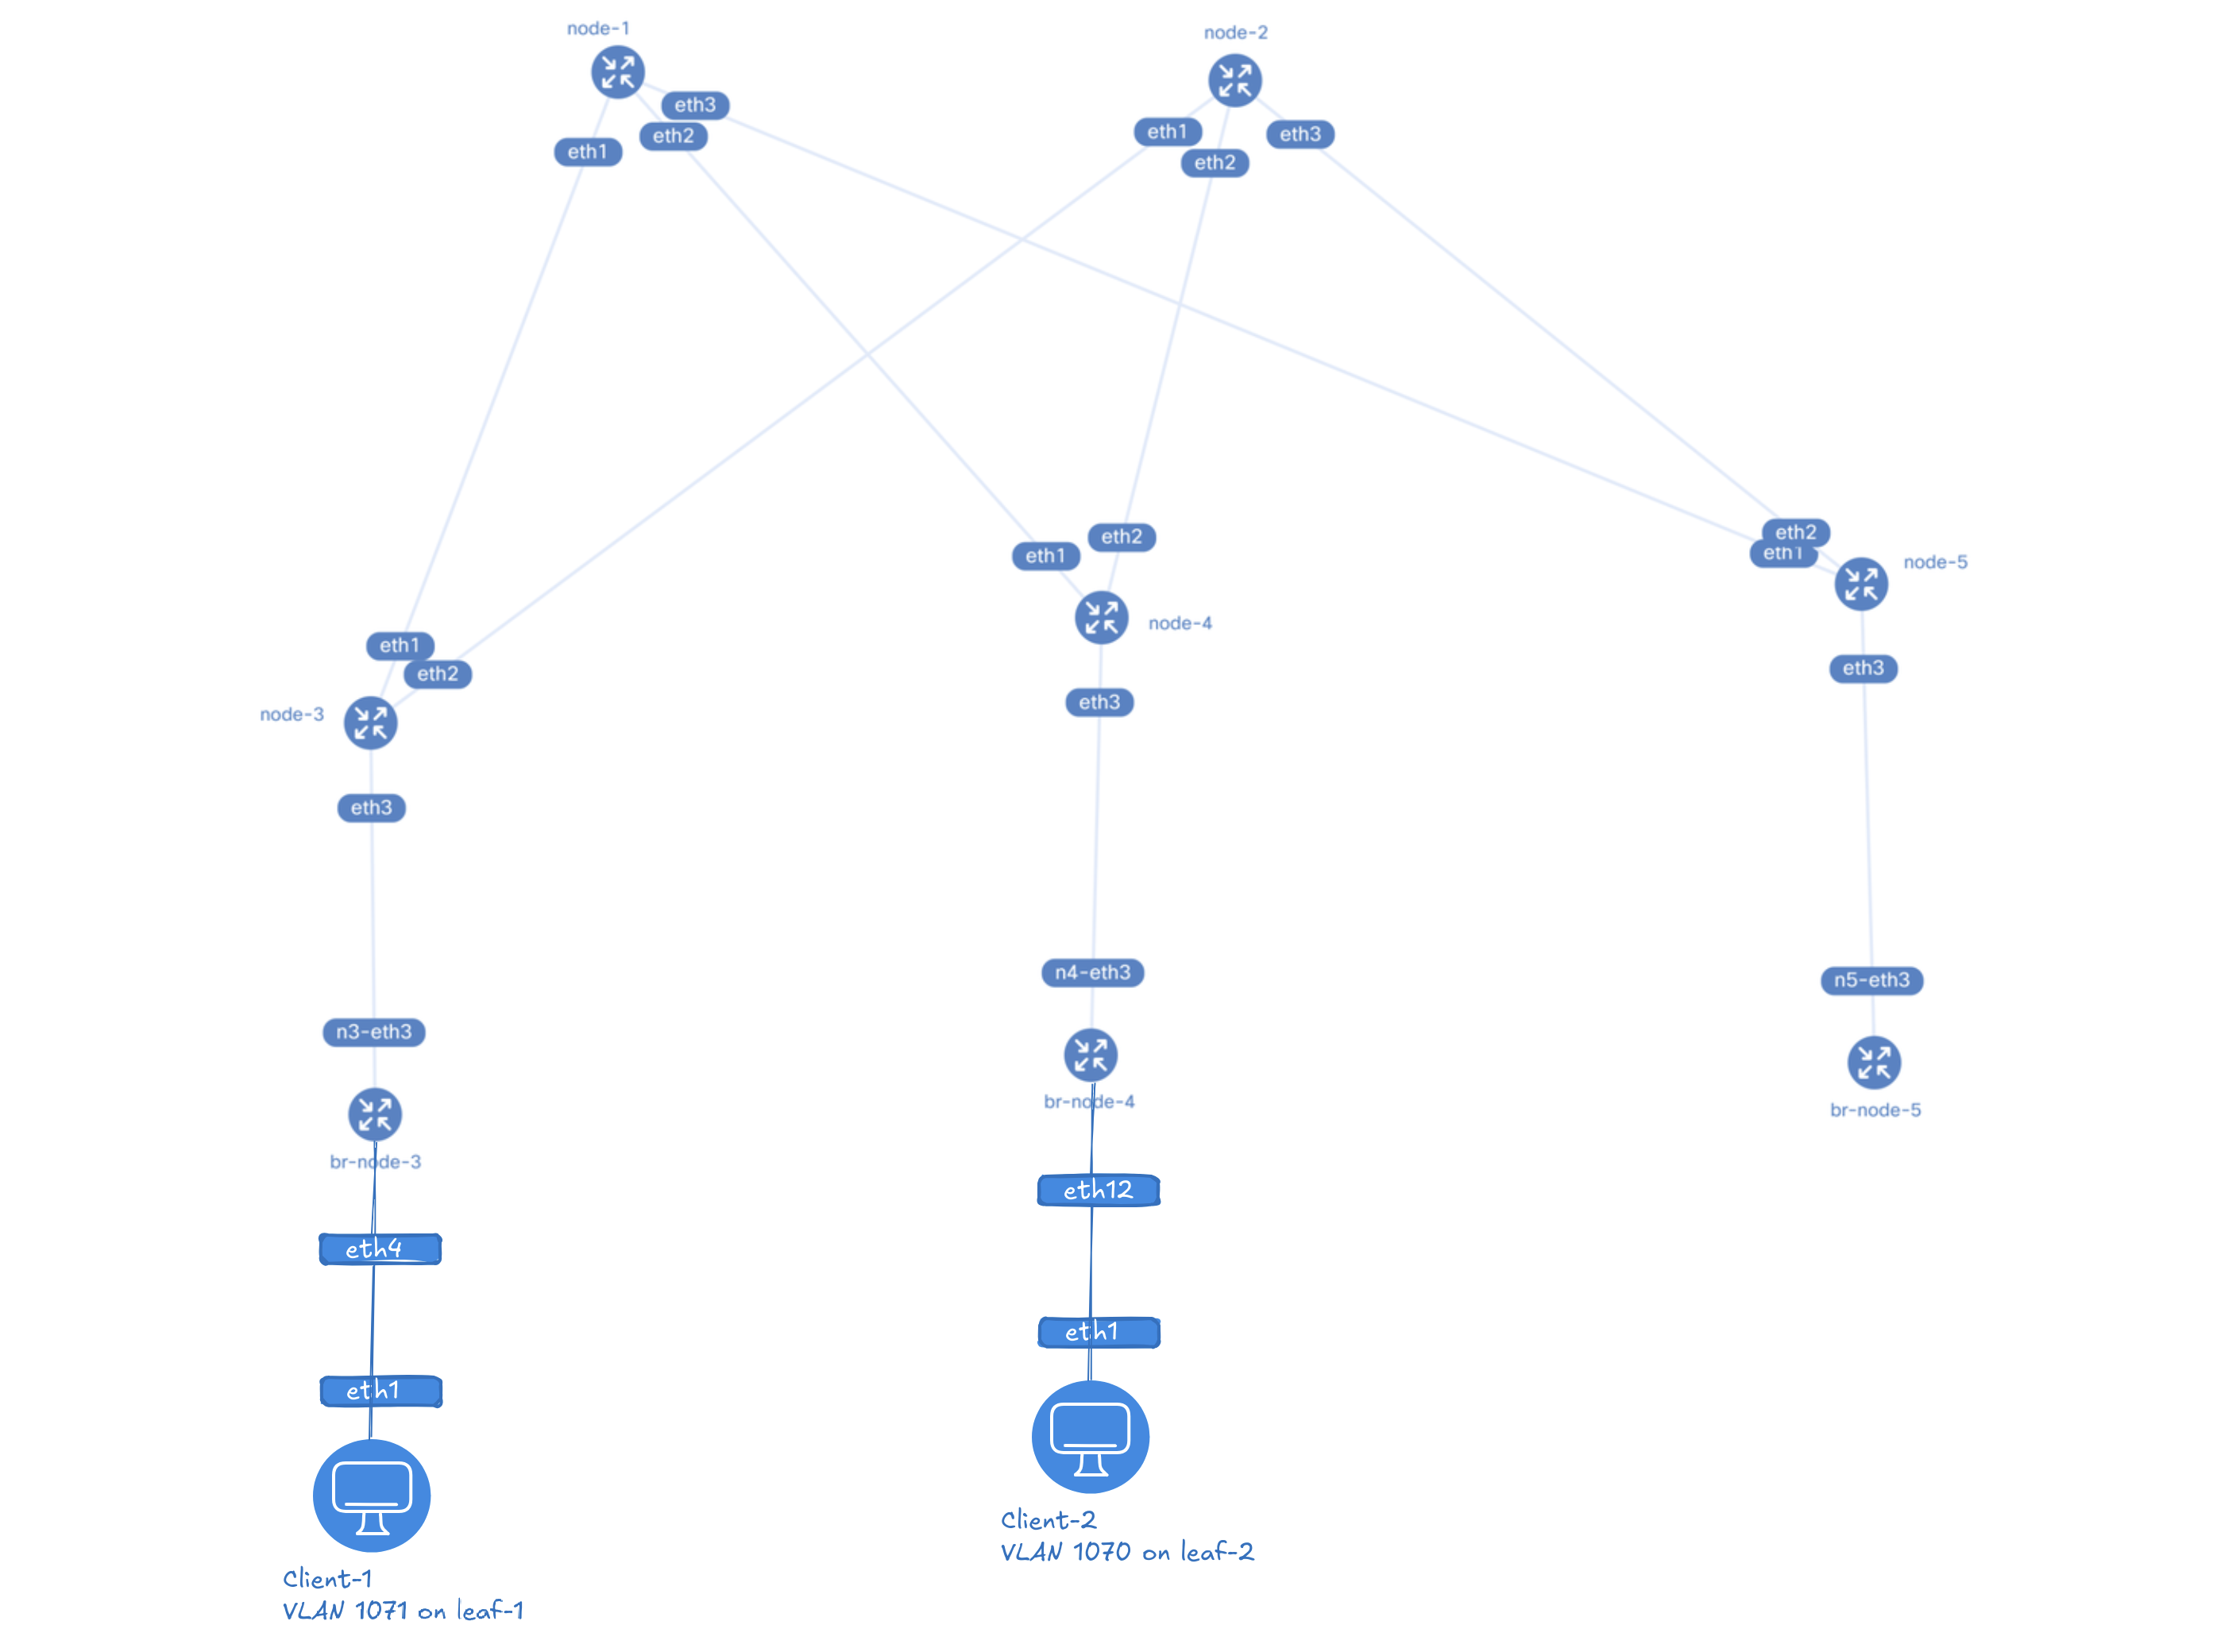 node-1
node-2
eth3
eth2
eth1
eth1
eth2
eth3
eth2
eth1
node-5
eth2
eth1
node-4
eth3
eth1
eth2
node-3
eth3
eth3
n4-eth3
n5-eth3
n3-eth3
br-node-4
br-node-5
br-node-3
eth12
eth4
eth1
eth1
Client-2
VLAN 1070 on leaf-2
Client-1
VLAN 1071 on leaf-1